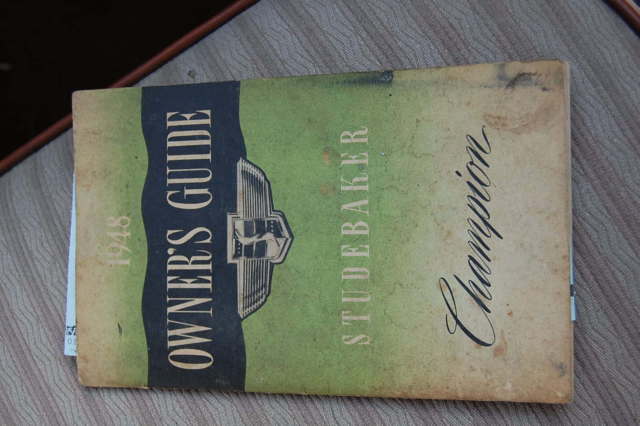 1948
OWNER'S GUIDE
S
STUDEBAKER
Champion